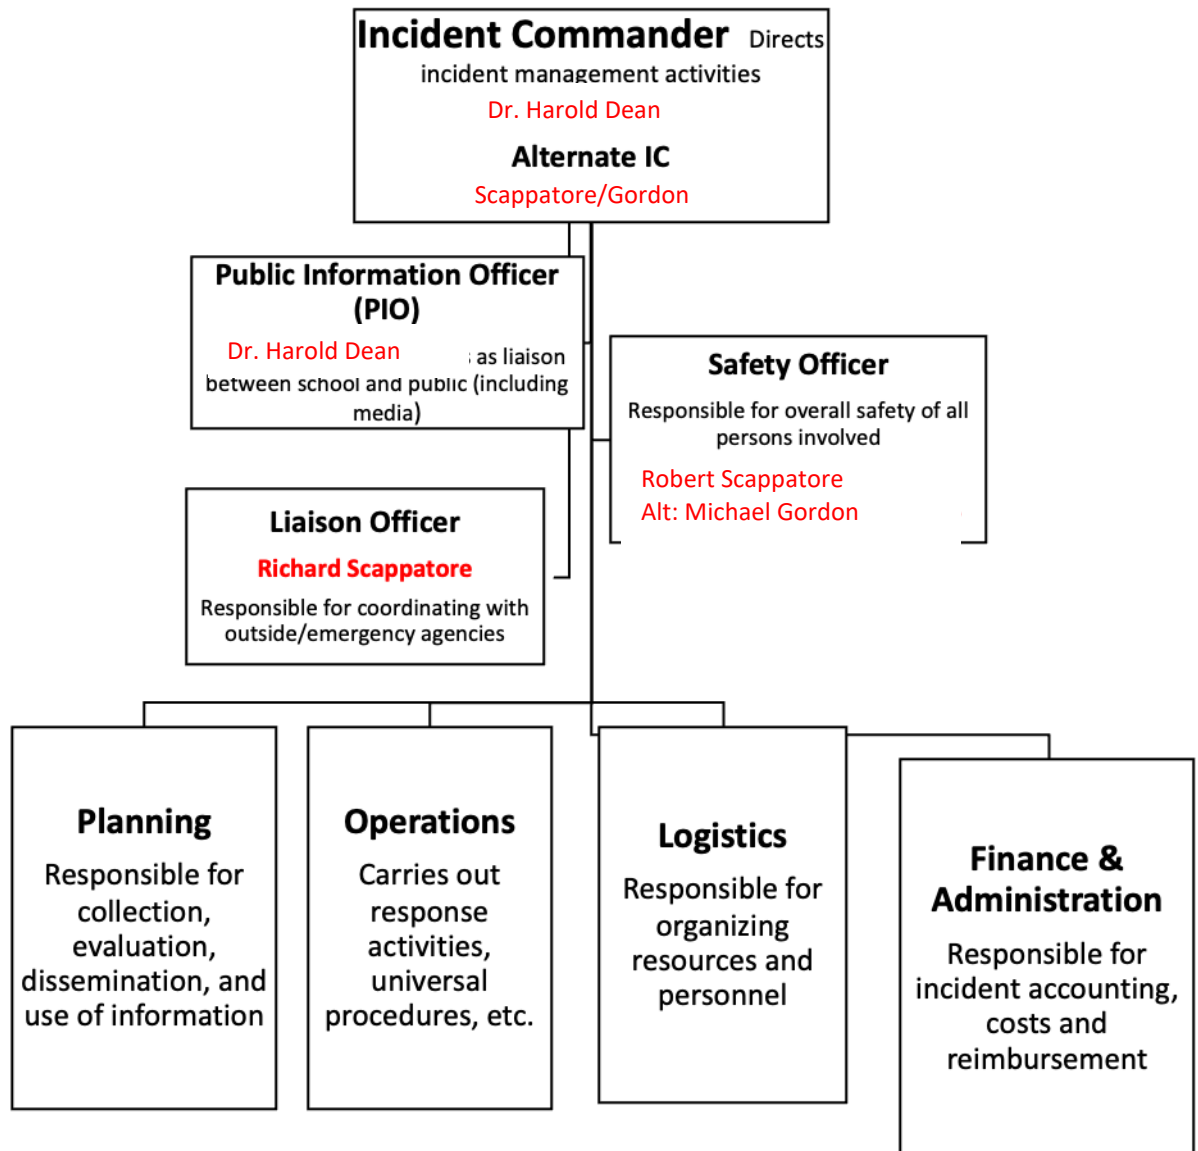 Incident Commander Directs
incident management activities
Dr. Harold Dean
Alternate IC
Scappatore/Gordon
Public Information Officer
(PIO)
Dr. Harold Dean as liaison
between school and public (including
media)
Safety Officer
Responsible for overall safety of all
persons involved
Robert Scappatore
Alt: Michael Gordon
Liaison Officer
Richard Scappatore
Responsible for coordinating with
outside/emergency agencies
Planning
Responsible for
collection,
evaluation,
dissemination, and
use of information
Operations
Carries out
response
activities,
universal
procedures, etc.
Logistics
Responsible for
organizing
resources and
personnel
Finance &
Administration
Responsible for
incident accounting,
costs and
reimbursement